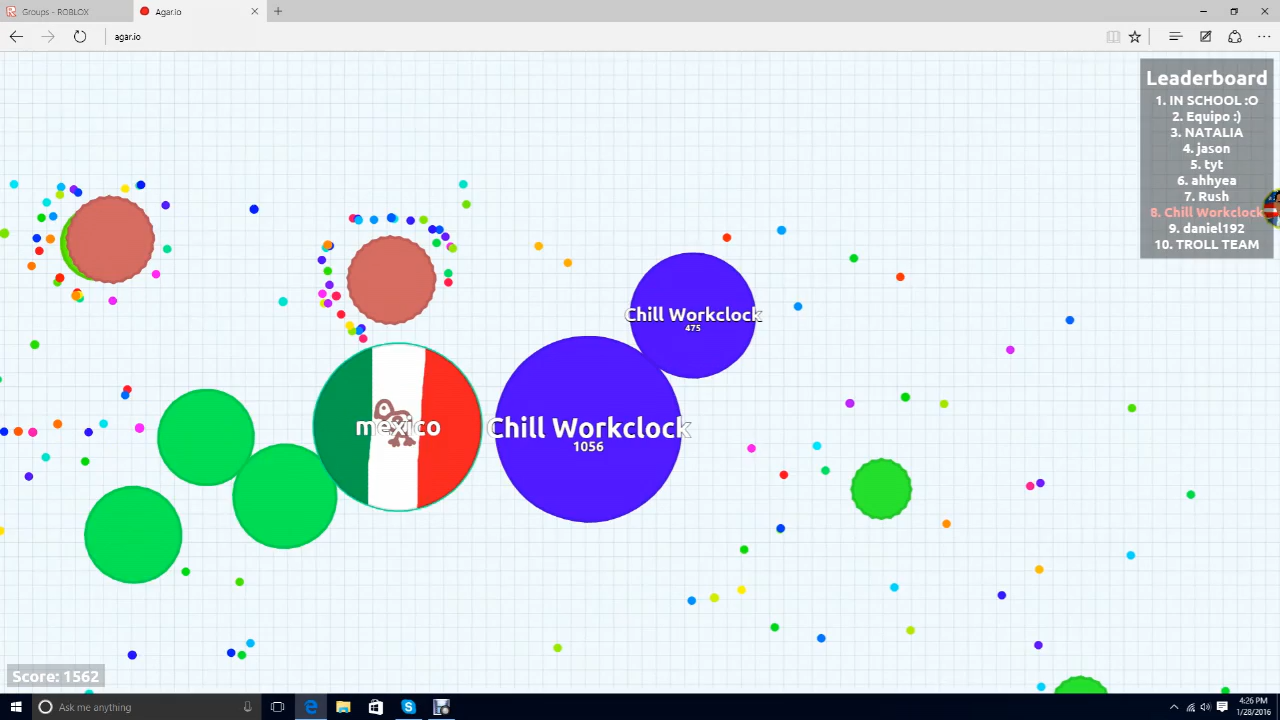 Groups - ROBLOX
Agar.io
agar.io
Leaderboard
1. IN SCHOOL :O
2. Equipo :)
3. NATALIA
4. jason
5. tyt
6. ahhyea
7. Rush
8. Chill Workclock
9. daniel192
10. TROLL TEAM
Chill Workclock
475
mexico
Chill Workclock
1056
Score: 1562
Ask me anything
4:26 PM
1/28/2016